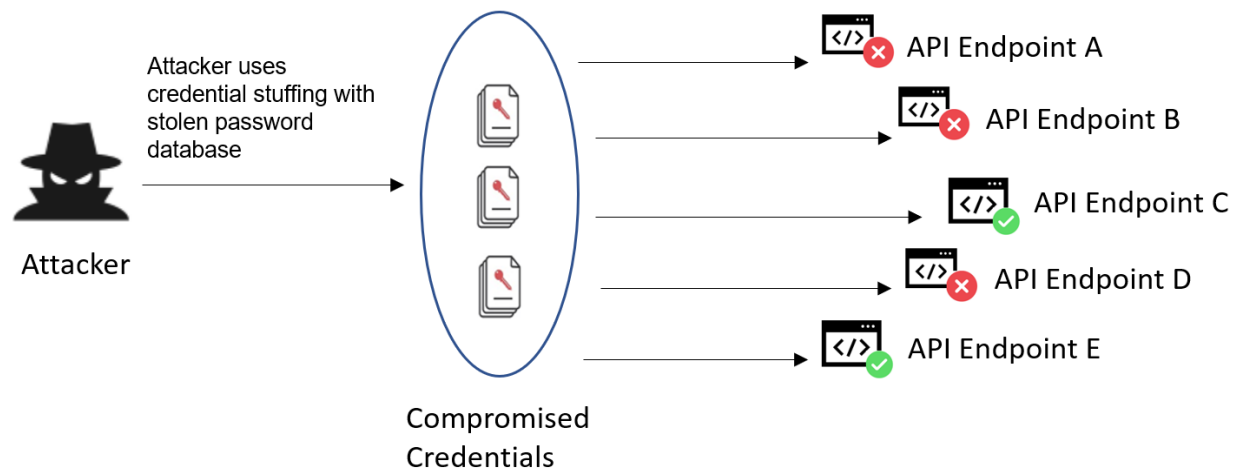 Attacker uses
credential stuffing with
stolen password
database
Attacker
Compromised
Credentials
</> API Endpoint A
</> API Endpoint B
</> API Endpoint C
</> API Endpoint D
</> API Endpoint E